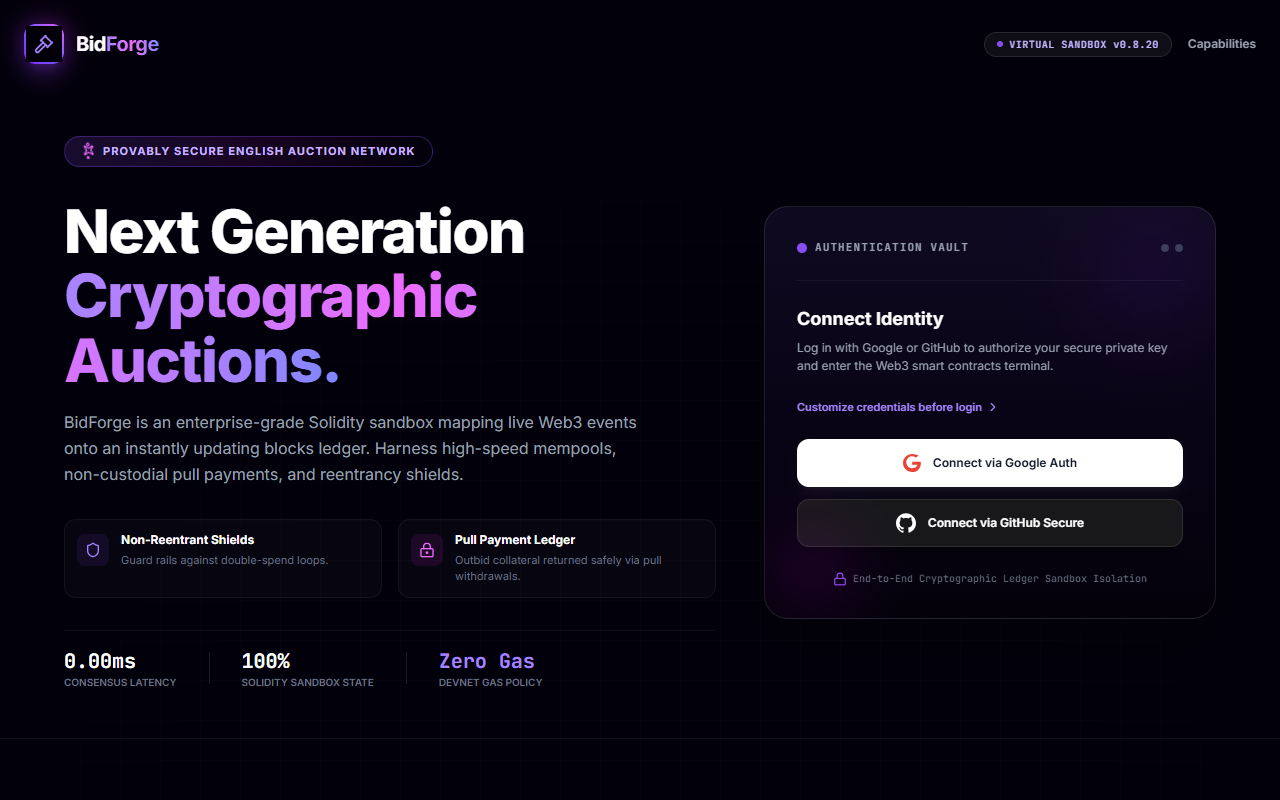 BidForge
VIRTUAL SANDBOX v0.8.20
Capabilities
PROVABLY SECURE ENGLISH AUCTION NETWORK
Next Generation
Cryptographic
Auctions.
BidForge is an enterprise-grade Solidity sandbox mapping live Web3 events
onto an instantly updating blocks ledger. Harness high-speed mempools,
non-custodial pull payments, and reentrancy shields.
Non-Reentrant Shields
Guard rails against double-spend loops.
Pull Payment Ledger
Outbid collateral returned safely via pull
withdrawals.
0.00ms
CONSENSUS LATENCY
100%
SOLIDITY SANDBOX STATE
Zero Gas
DEVNET GAS POLICY
AUTHENTICATION VAULT
Connect Identity
Log in with Google or GitHub to authorize your secure private key
and enter the Web3 smart contracts terminal.
Customize credentials before login
Connect via Google Auth
Connect via GitHub Secure
End-to-End Cryptographic Ledger Sandbox Isolation